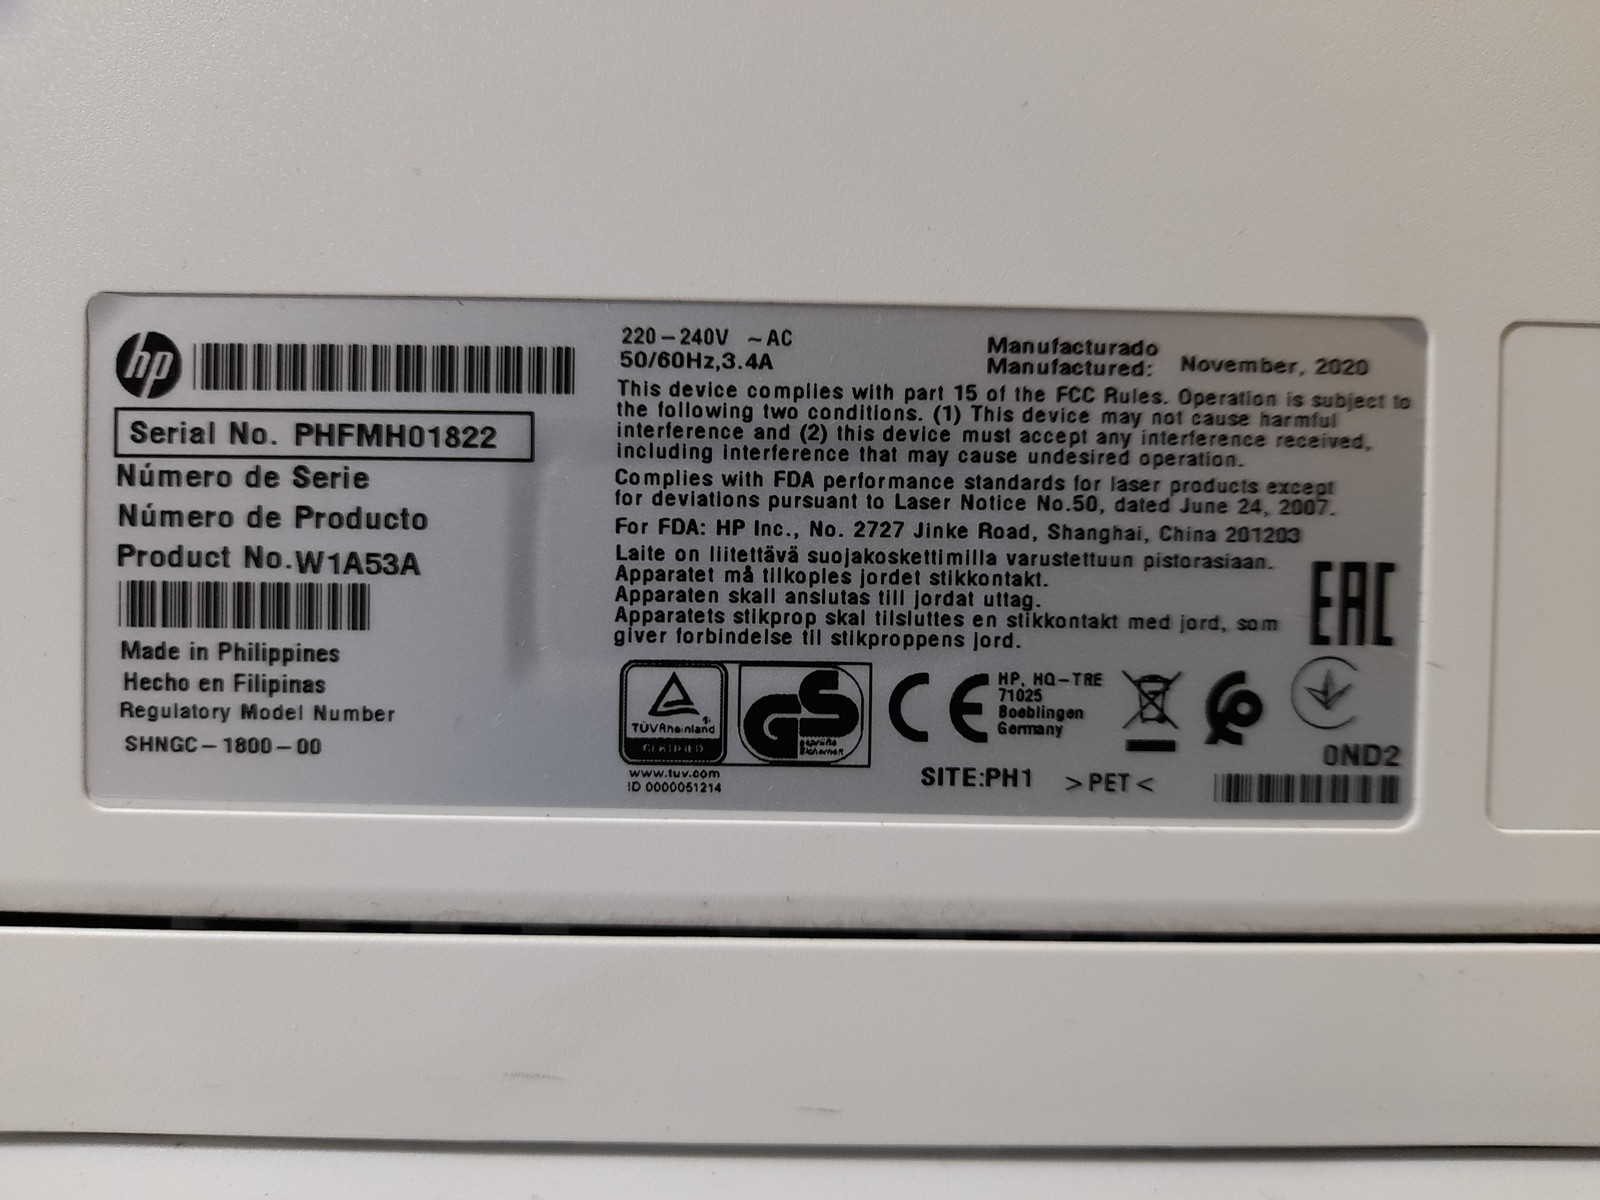 hp
Serial No. PHFMH01822
Número de Serie
Número de Producto
Product No. W1A53A
Made in Philippines
Hecho en Filipinas
Regulatory Model Number
SHNGC-1800-00
220-240V ~AC
50/60Hz,3.4A
Manufacturado
Manufactured: November, 2020
This device complies with part 15 of the FCC Rules. Operation is subject to
the following two conditions. (1) This device may not cause harmful
interference and (2) this device must accept any interference received,
including interference that may cause undesired operation.
Complies with FDA performance standards for laser products except
for deviations pursuant to Laser Notice No.50, dated June 24, 2007.
For FDA: HP Inc., No. 2727 Jinke Road, Shanghai, China 201203
Laite on liitettävä suojakoskettimilla varustettuun pistorasiaan.
Apparatet må tilkoples jordet stikkontakt.
Apparaten skall anslutas till jordat uttag.
Apparatets stikprop skal tilsluttes en stikkontakt med jord, som
giver forbindelse til stikproppens jord.
EAC
TÜVRheinland
CERTIFIED
www.tuv.com
ID 0000051214
GS
geprüfte
Sicherheit
CE
HP, HQ-TRE
71025
Boeblingen
Germany
SITE:PH1
>PET<
0ND2